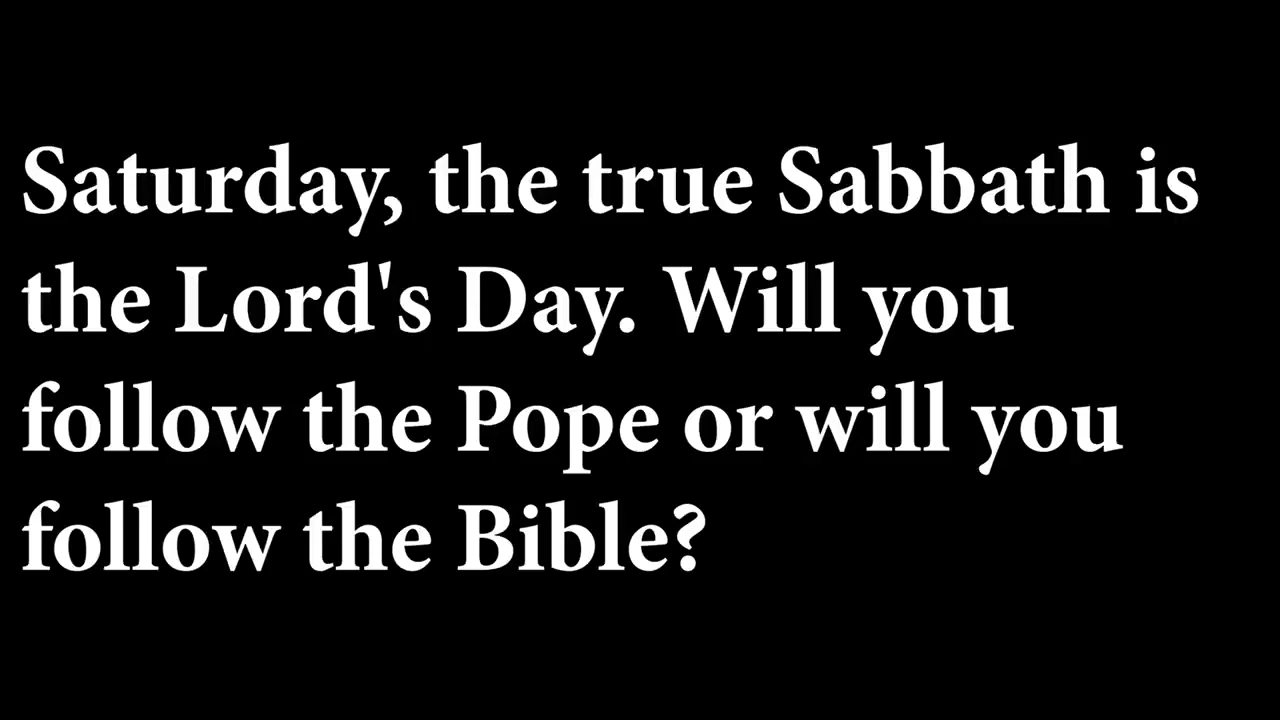 Saturday, the true Sabbath is
the Lord's Day. Will you
follow the Pope or will you
follow the Bible?